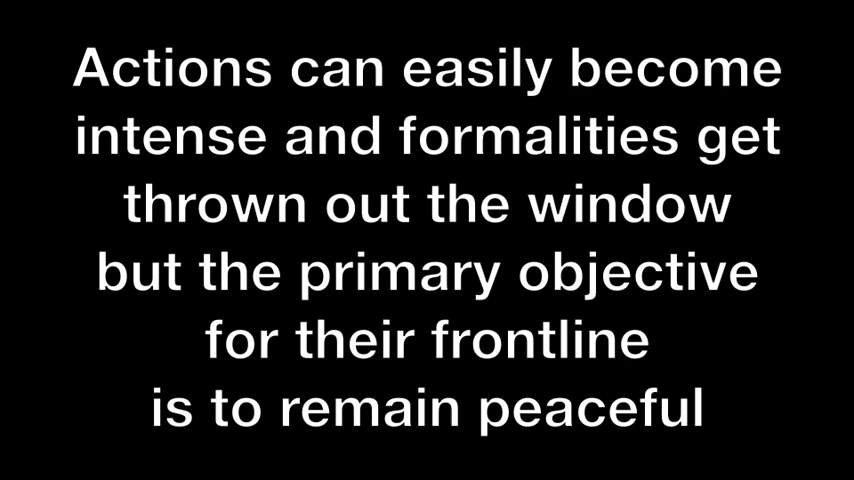 Actions can easily become
intense and formalities get
thrown out the window
but the primary objective
for their frontline
is to remain peaceful